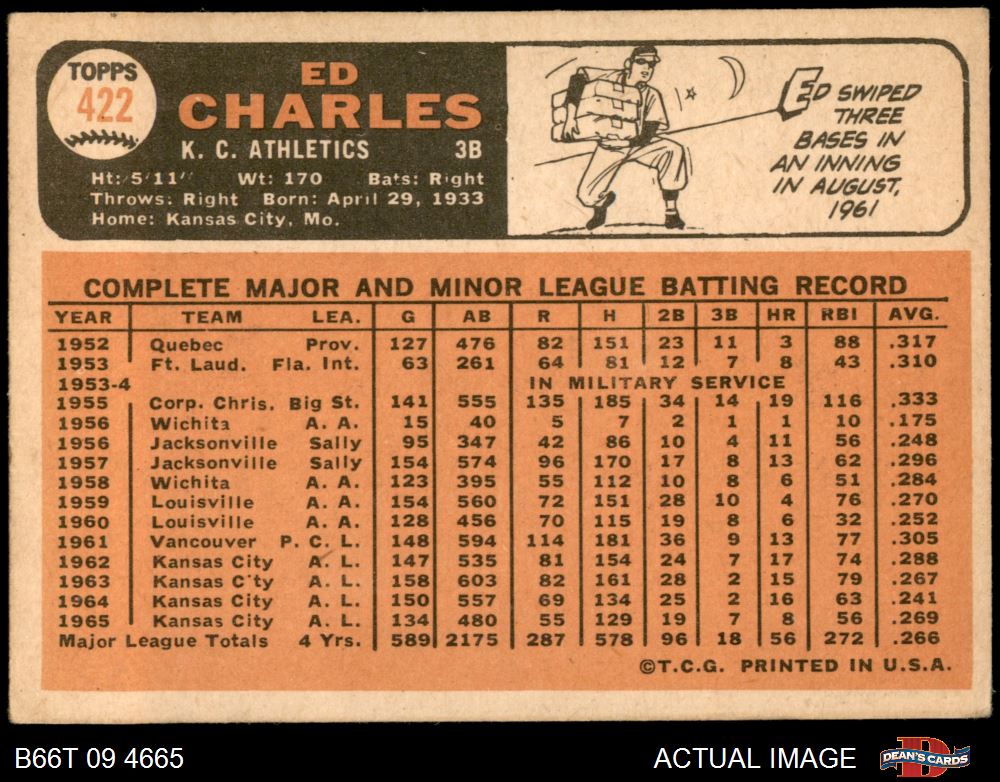 TOPPS
422
ED
CHARLES
K. C. ATHLETICS 3B
Ht: 5'11" Wt: 170 Bats: Right
Throws: Right Born: April 29, 1933
Home: Kansas City, Mo.
ED SWIPED
THREE
BASES IN
AN INNING
IN AUGUST,
1961
COMPLETE MAJOR AND MINOR LEAGUE BATTING RECORD
YEAR TEAM LEA. G AB R H 2B 3B HR RBI AVG.
1952 Quebec Prov. 127 476 82 151 23 11 3 88 .317
1953 Ft. Laud. Fla. Int. 63 261 64 81 12 7 8 43 .310
1953-4 IN MILITARY SERVICE
1955 Corp. Chris. Big St. 141 555 135 185 34 14 19 116 .333
1956 Wichita A. A. 15 40 5 7 2 1 1 10 .175
1956 Jacksonville Sally 95 347 42 86 10 4 11 56 .248
1957 Jacksonville Sally 154 574 96 170 17 8 13 62 .296
1958 Wichita A. A. 123 395 55 112 10 8 6 51 .284
1959 Louisville A. A. 154 560 72 151 28 10 4 76 .270
1960 Louisville A. A. 128 456 70 115 19 8 6 32 .252
1961 Vancouver P. C. L. 148 594 114 181 36 9 13 77 .305
1962 Kansas City A. L. 147 535 81 154 24 7 17 74 .288
1963 Kansas City A. L. 158 603 82 161 28 2 15 79 .267
1964 Kansas City A. L. 150 557 69 134 25 2 16 63 .241
1965 Kansas City A. L. 134 480 55 129 19 7 8 56 .269
Major League Totals 4 Yrs. 589 2175 287 578 96 18 56 272 .266
©T.C.G. PRINTED IN U.S.A.
B66T 09 4665 ACTUAL IMAGE DEAN'S CARDS